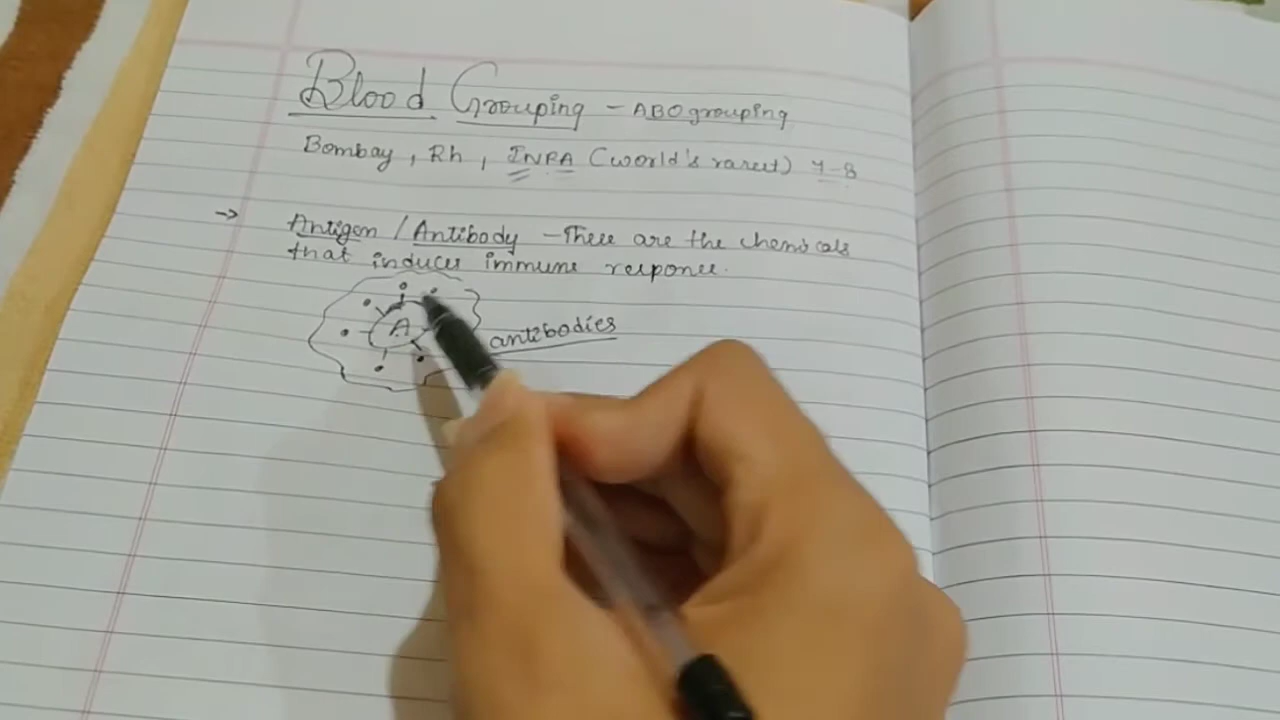 Blood Grouping - ABO grouping
Bombay, Rh, INRA (world's rarest) 7-8
→ Antigen / Antibody - These are the chemicals
that induces immune responce.
A
antibodies